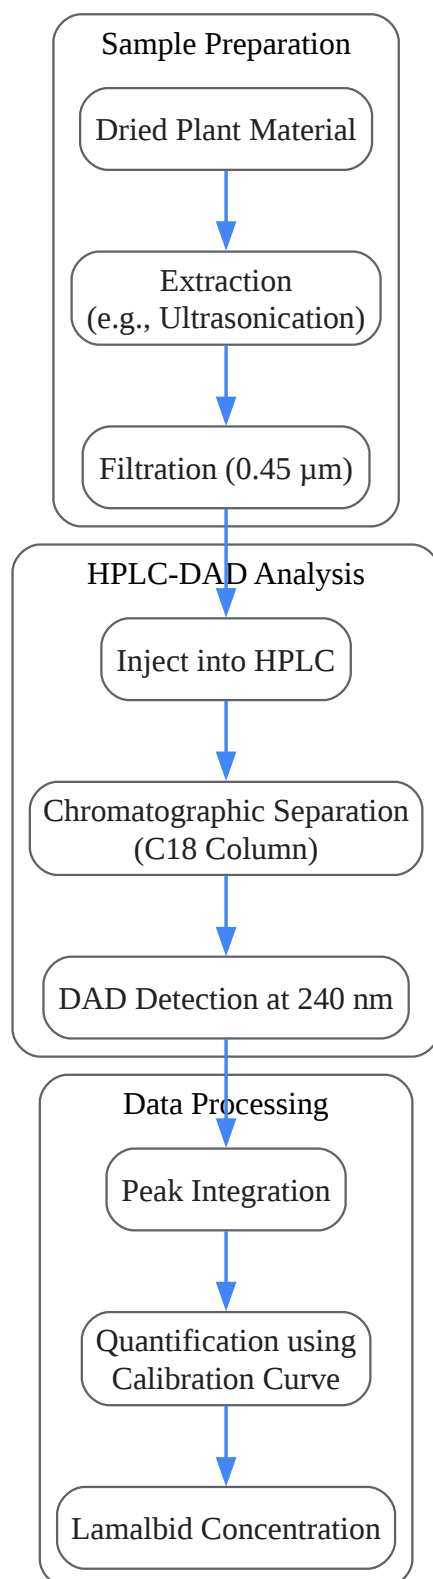 Sample Preparation
Dried Plant Material
Extraction
(e.g., Ultrasonication)
Filtration (0.45 µm)
HPLC-DAD Analysis
Inject into HPLC
Chromatographic Separation
(C18 Column)
DAD Detection at 240 nm
Data Processing
Peak Integration
Quantification using
Calibration Curve
Lamalbid Concentration